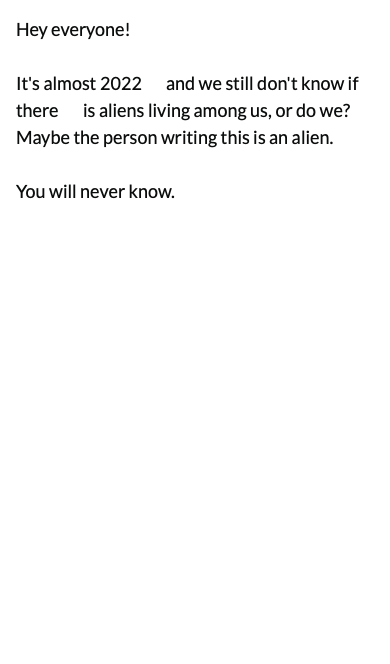 Hey everyone!
It's almost 2022 and we still don't know if
there is aliens living among us, or do we?
Maybe the person writing this is an alien.
You will never know.